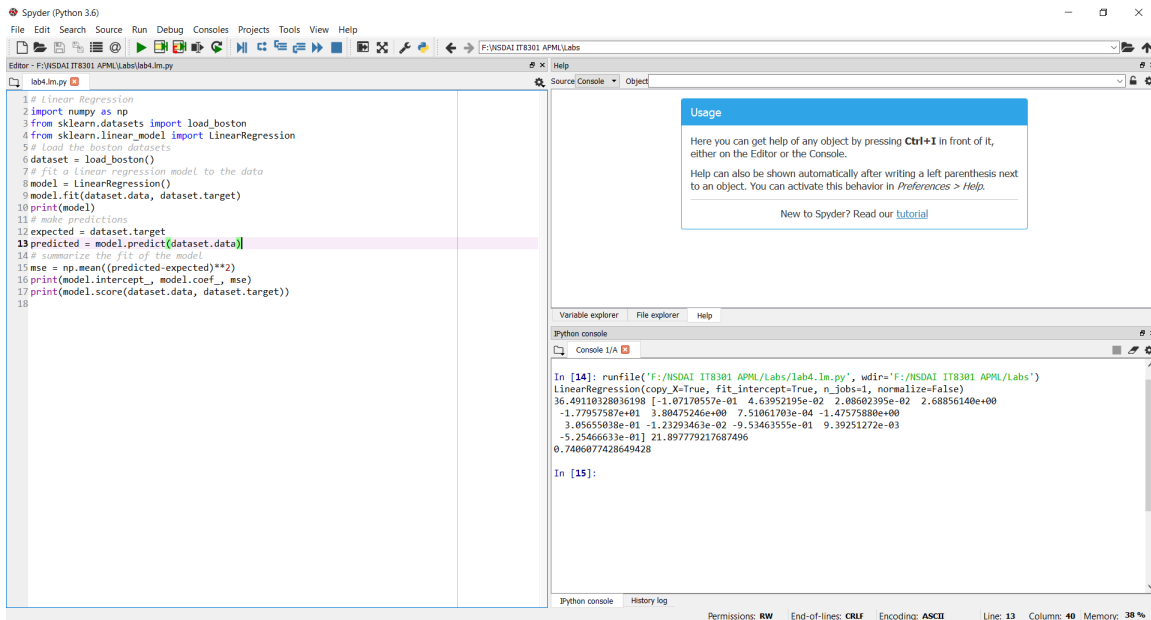 Spyder (Python 3.6)
File Edit Search Source Run Debug Consoles Projects Tools View Help
F:\NSDAI IT8301 APML\Labs
Editor - F:\NSDAI IT8301 APML\Labs\lab4.lm.py
lab4.lm.py
1 # Linear Regression
2 import numpy as np
3 from sklearn.datasets import load_boston
4 from sklearn.linear_model import LinearRegression
5 # load the boston datasets
6 dataset = load_boston()
7 # fit a linear regression model to the data
8 model = LinearRegression()
9 model.fit(dataset.data, dataset.target)
10 print(model)
11 # make predictions
12 expected = dataset.target
13 predicted = model.predict(dataset.data)
14 # summarize the fit of the model
15 mse = np.mean((predicted-expected)**2)
16 print(model.intercept_, model.coef_, mse)
17 print(model.score(dataset.data, dataset.target))
18
Help
Source Console Object
Usage
Here you can get help of any object by pressing Ctrl+I in front of it,
either on the Editor or the Console.
Help can also be shown automatically after writing a left parenthesis next
to an object. You can activate this behavior in Preferences > Help.
New to Spyder? Read our tutorial
Variable explorer File explorer Help
IPython console
Console 1/A
In [14]: runfile('F:/NSDAI IT8301 APML/Labs/lab4.lm.py', wdir='F:/NSDAI IT8301 APML/Labs')
LinearRegression(copy_X=True, fit_intercept=True, n_jobs=1, normalize=False)
36.49110328036198 [-1.07170557e-01 4.63952195e-02 2.08602395e-02 2.68856140e+00
-1.77957587e+01 3.80475246e+00 7.51061703e-04 -1.47575880e+00
3.05655038e-01 -1.23293463e-02 -9.53463555e-01 9.39251272e-03
-5.25466633e-01] 21.897779217687496
0.7406077428649428
In [15]:
IPython console History log
Permissions: RW End-of-lines: CRLF Encoding: ASCII Line: 13 Column: 40 Memory: 38 %